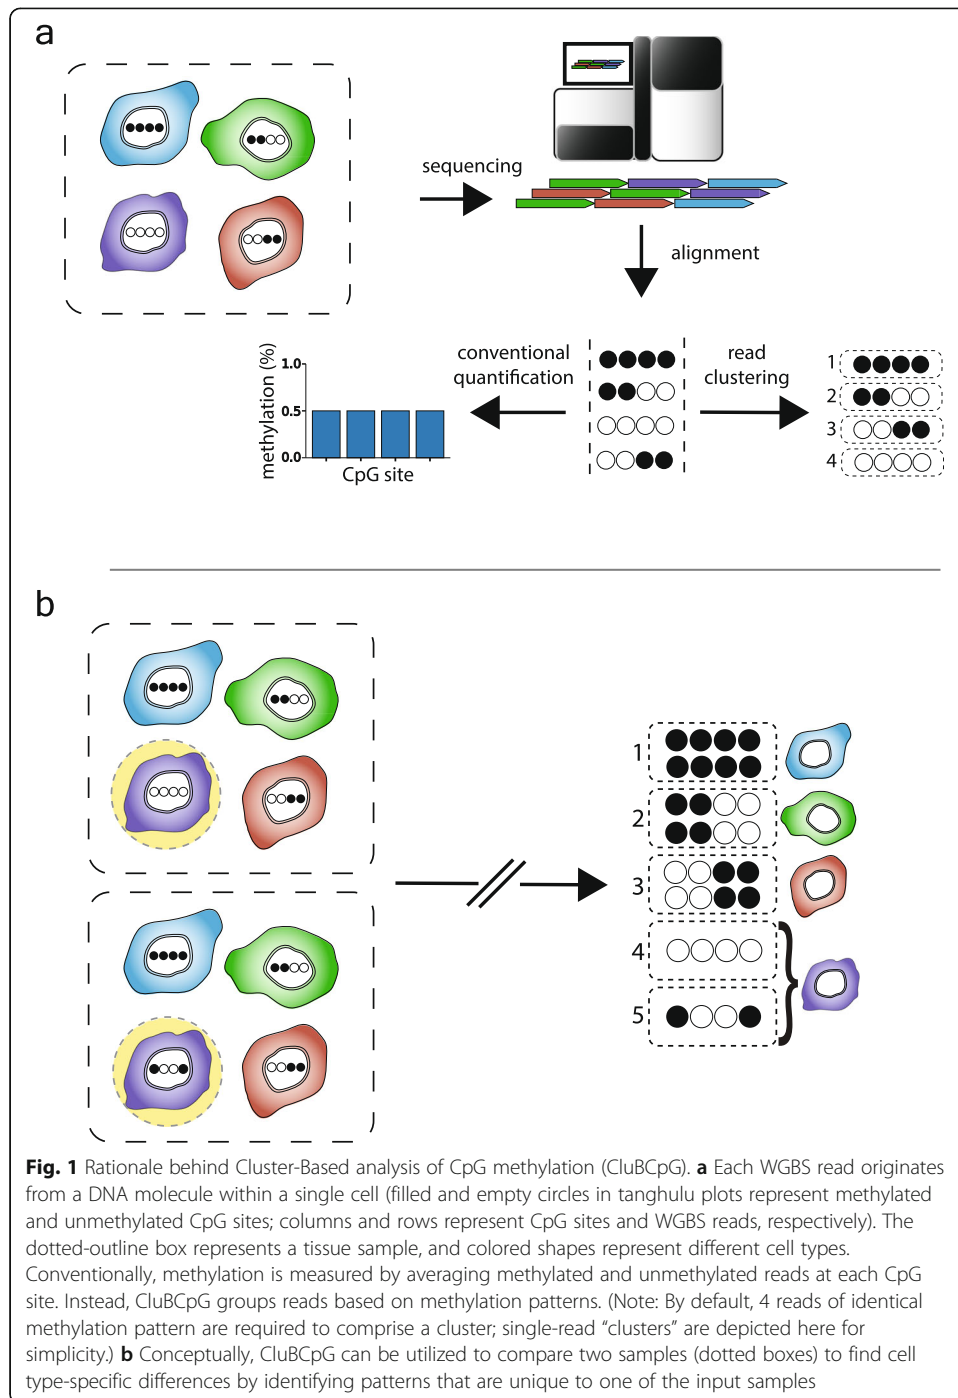 a
sequencing
alignment
conventional
quantification
read
clustering
methylation (%)
1.0
0.5
0.0
CpG site
1
2
3
4
b
1
2
3
4
5
Fig. 1 Rationale behind Cluster-Based analysis of CpG methylation (CluBCpG). a Each WGBS read originates
from a DNA molecule within a single cell (filled and empty circles in tanghulu plots represent methylated
and unmethylated CpG sites; columns and rows represent CpG sites and WGBS reads, respectively). The
dotted-outline box represents a tissue sample, and colored shapes represent different cell types.
Conventionally, methylation is measured by averaging methylated and unmethylated reads at each CpG
site. Instead, CluBCpG groups reads based on methylation patterns. (Note: By default, 4 reads of identical
methylation pattern are required to comprise a cluster; single-read “clusters” are depicted here for
simplicity.) b Conceptually, CluBCpG can be utilized to compare two samples (dotted boxes) to find cell
type-specific differences by identifying patterns that are unique to one of the input samples